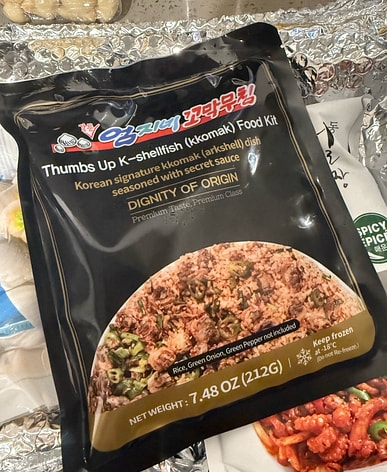 엄지네 꼬막무침
Thumbs Up K-shellfish (kkomak) Food Kit
Korean signature kkomak (arkshell) dish
seasoned with secret sauce
DIGNITY OF ORIGIN
Premium Taste, Premium Class
SPICY
Rice, Green Onion, Green Pepper not included
Keep frozen
at -18°C
(Do not Re-freeze.)
NET WEIGHT : 7.48 OZ (212G)